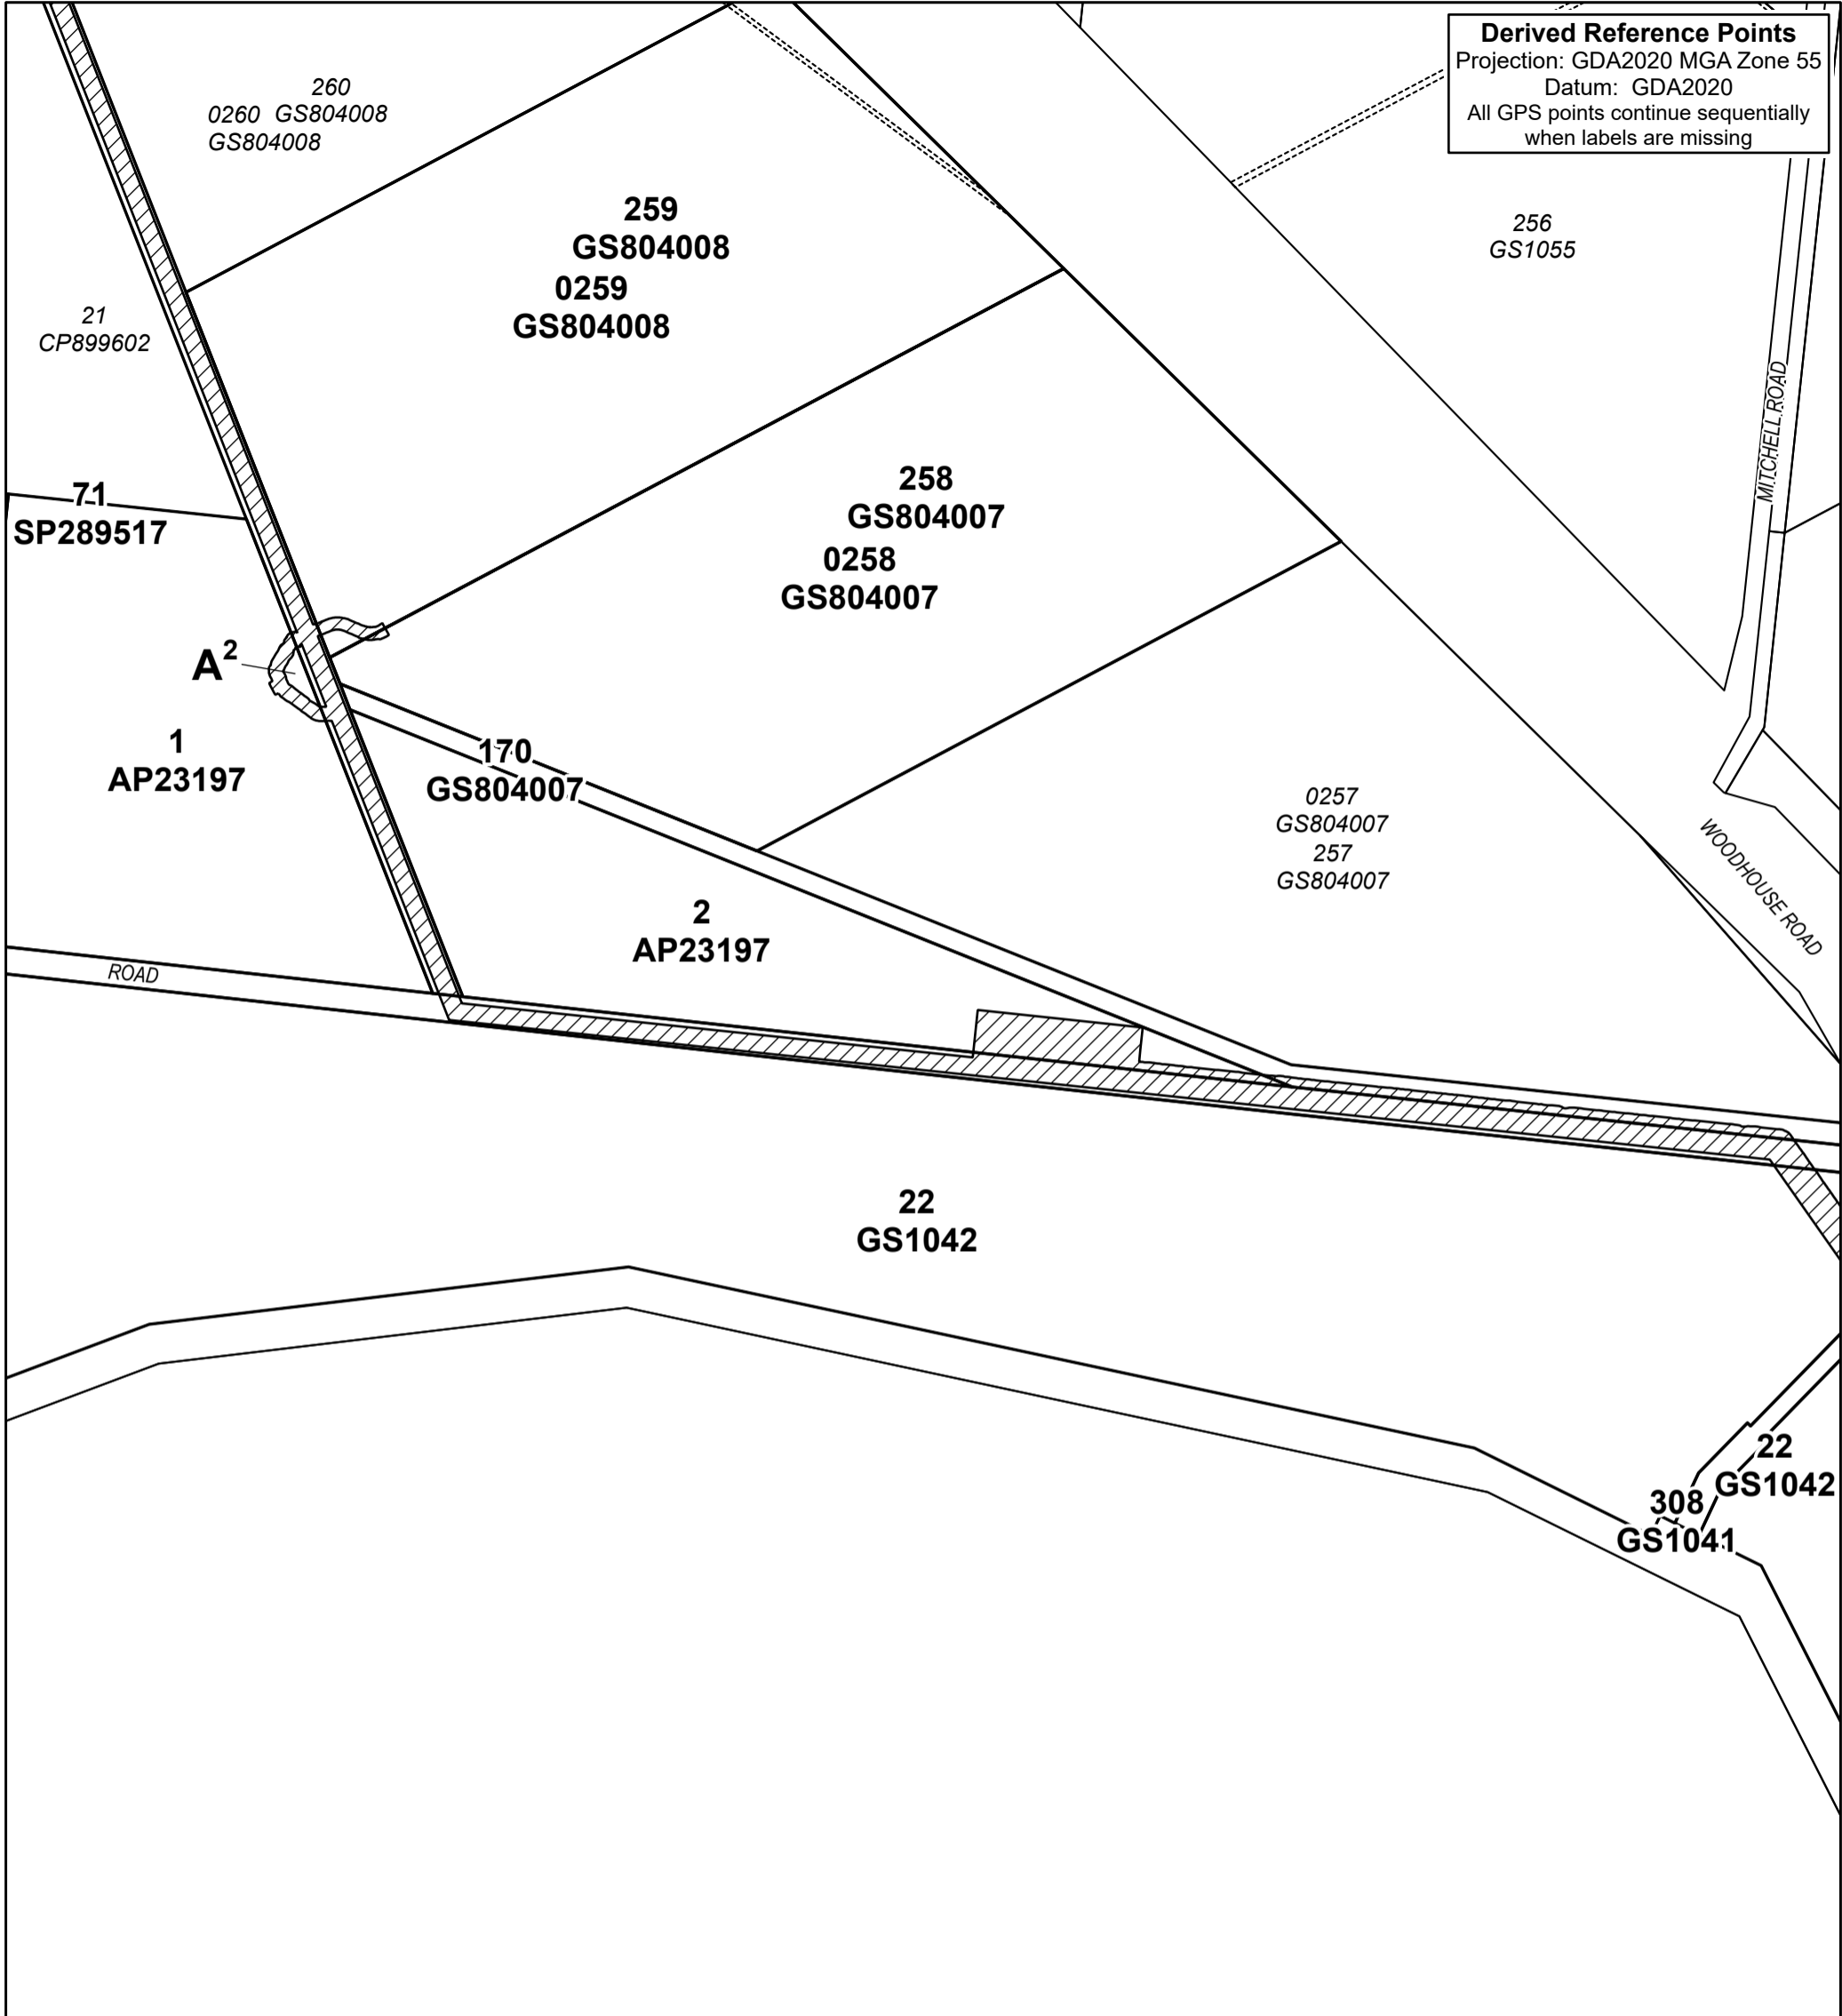 Derived Reference Points
Projection: GDA2020 MGA Zone 55
Datum: GDA2020
All GPS points continue sequentially
when labels are missing
260
0260 GS804008
GS804008
259
GS804008
0259
GS804008
256
GS1055
21
CP899602
MITCHELL ROAD
71
SP289517
258
GS804007
0258
GS804007
A2
1
AP23197
170
GS804007
0257
GS804007
257
GS804007
WOODHOUSE ROAD
2
AP23197
ROAD
22
GS1042
22
GS1042
308
GS1041